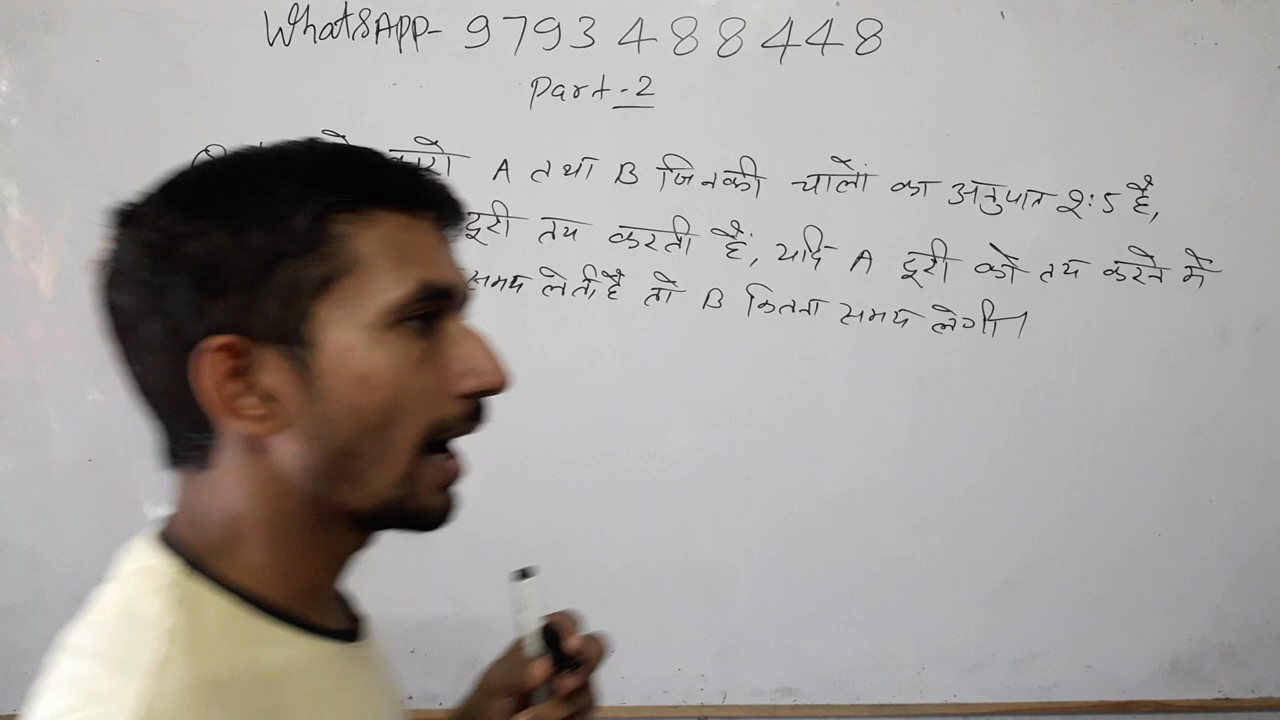 WhatsApp- 9793488448
Part-2
A तथा B जिनकी चालों का अनुपात 2:5 है,
दूरी तय करती हैं, यदि A दूरी को तय करने में
समय लेती है तो B कितना समय लेगी।